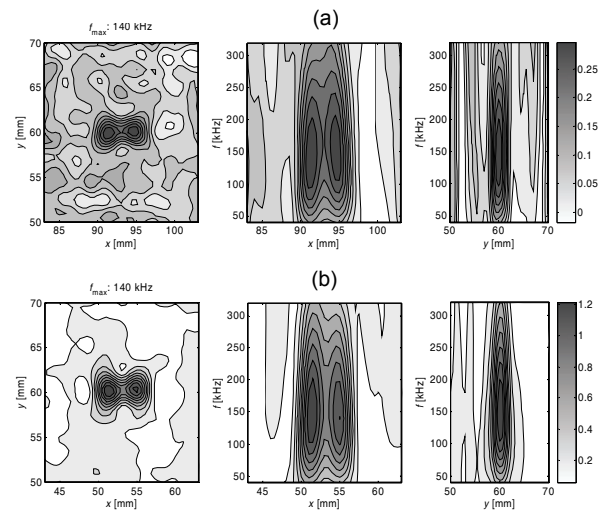 (a)
f max: 140 kHz
70
65
60
55
50
y [mm]
85 90 95 100
x [mm]
300
250
200
150
100
50
f [kHz]
85 90 95 100
x [mm]
300
250
200
150
100
50
f [kHz]
50 60 70
y [mm]
0.25
0.2
0.15
0.1
0.05
0
(b)
f max: 140 kHz
70
65
60
55
50
y [mm]
45 50 55 60
x [mm]
300
250
200
150
100
50
f [kHz]
45 50 55 60
x [mm]
300
250
200
150
100
50
f [kHz]
50 60 70
y [mm]
1.2
1
0.8
0.6
0.4
0.2